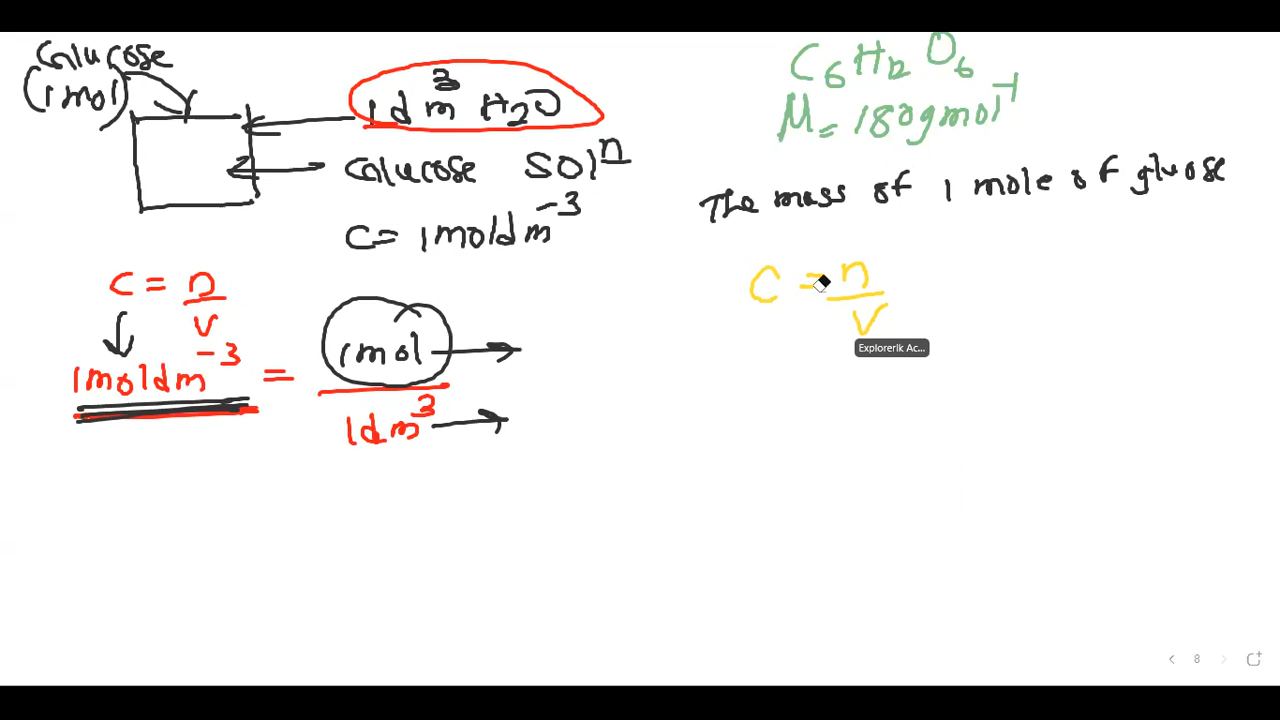 Glucose
(1mol)
1dm³ H₂O
Glucose solⁿ
C = 1moldm⁻³
C = n/V
1moldm⁻³ = 1mol/1dm³
C₆H₁₂O₆
M = 180gmol⁻¹
The mass of 1 mole of gluose
C = n/V
Explorerik Ac...
8